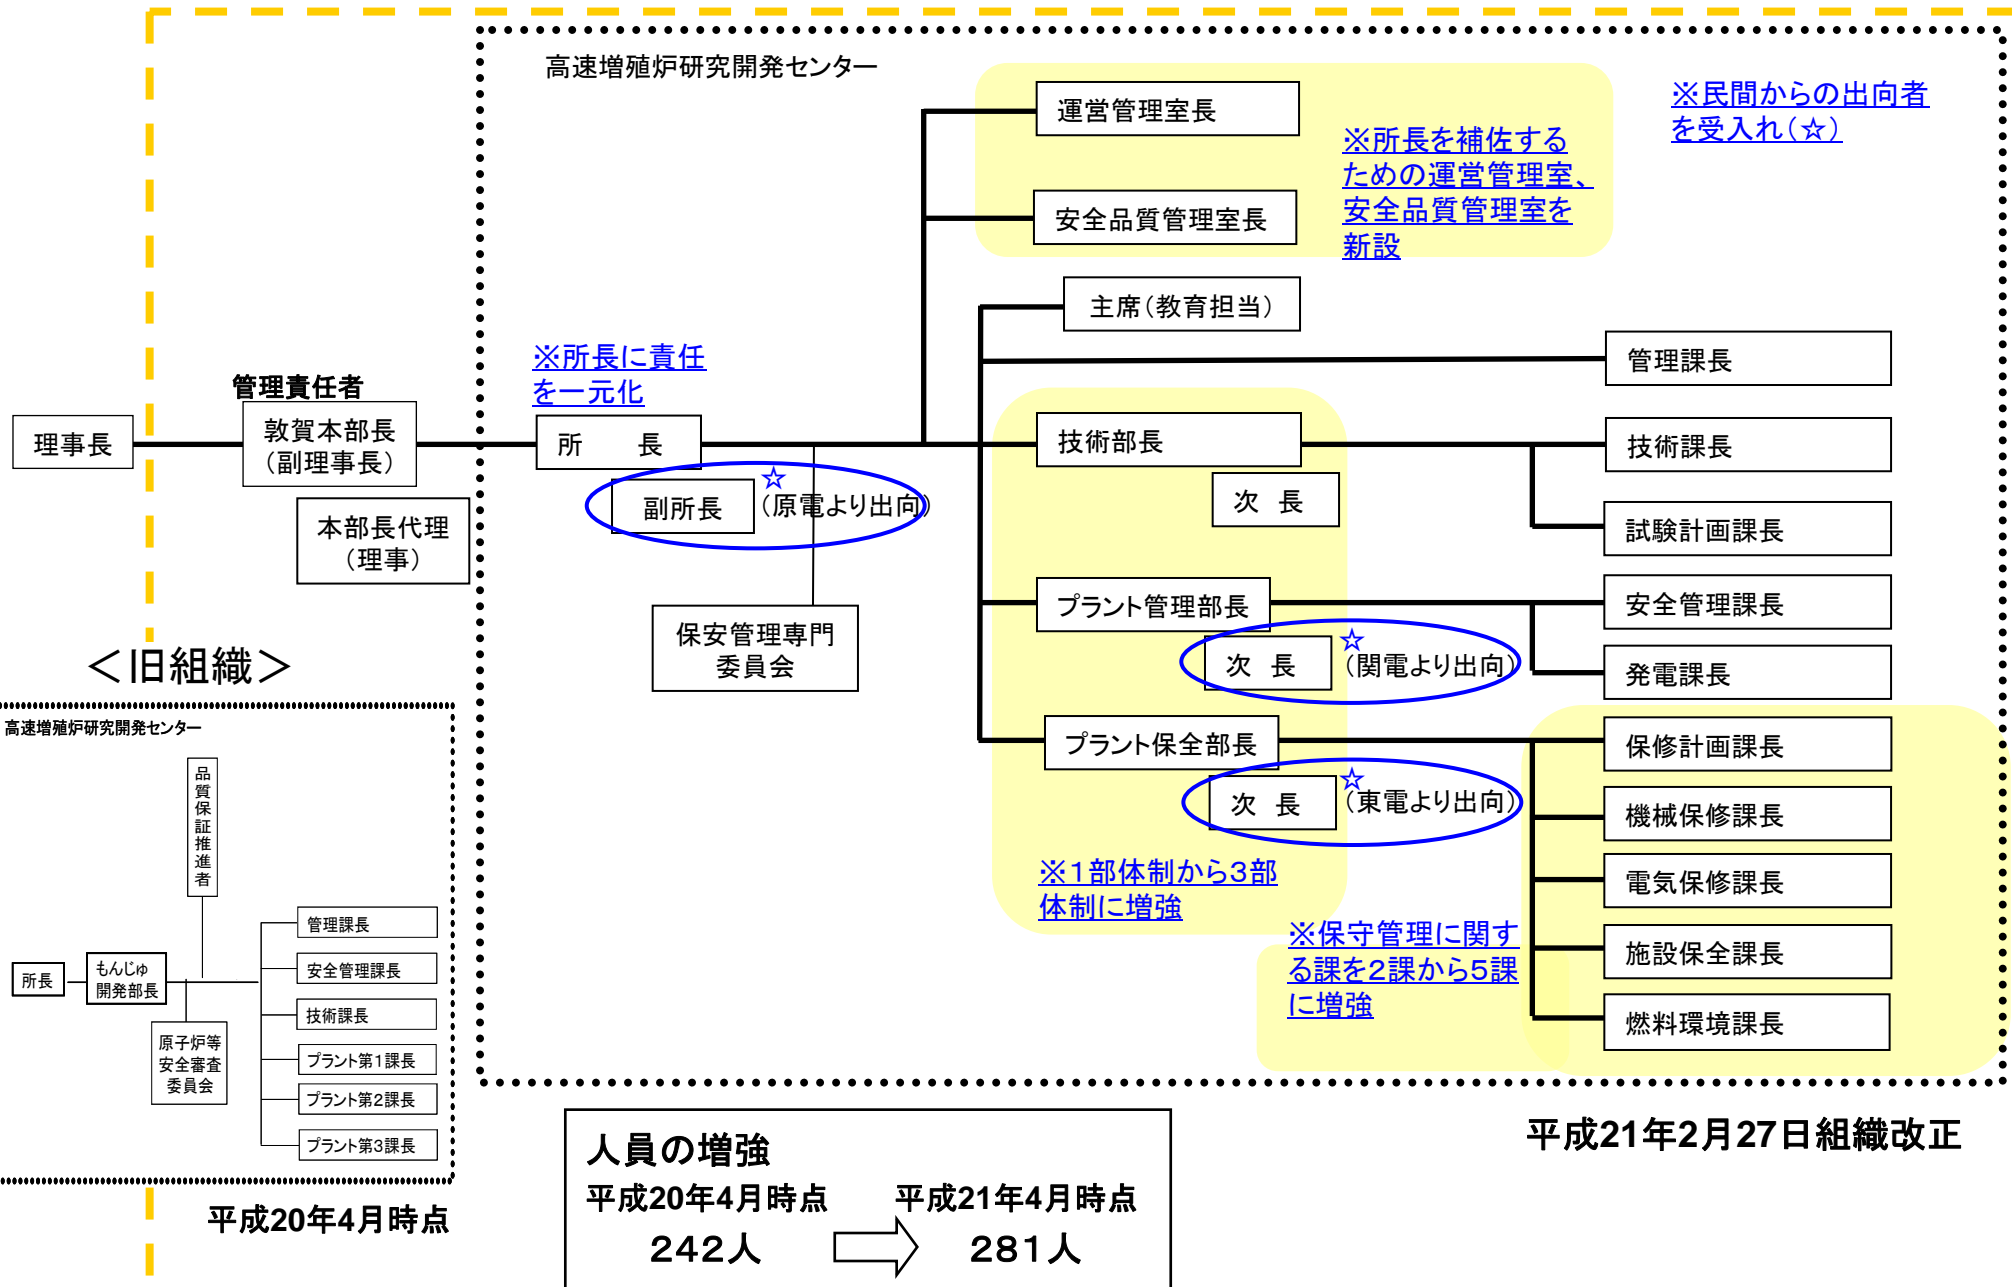 高速増殖炉研究開発センター
運営管理室長
※所長を補佐する
ための運営管理室、
安全品質管理室を
新設
※民間からの出向者
を受入れ(☆)
安全品質管理室長
主席(教育担当)
管理課長
※所長に責任
を一元化
管理責任者
理事長
敦賀本部長
(副理事長)
所　　長
技術部長
技術課長
副所長
☆
(原電より出向)
次　長
本部長代理
(理事)
試験計画課長
プラント管理部長
安全管理課長
保安管理専門
委員会
次　長
☆
(関電より出向)
発電課長
プラント保全部長
保修計画課長
次　長
☆
(東電より出向)
機械保修課長
※1部体制から3部
体制に増強
電気保修課長
※保守管理に関す
る課を2課から5課
に増強
施設保全課長
燃料環境課長
平成21年2月27日組織改正
<旧組織>
高速増殖炉研究開発センター
品質保証推進者
所長
もんじゅ
開発部長
原子炉等
安全審査
委員会
管理課長
安全管理課長
技術課長
プラント第1課長
プラント第2課長
プラント第3課長
平成20年4月時点
人員の増強
平成20年4月時点
平成21年4月時点
242人
281人